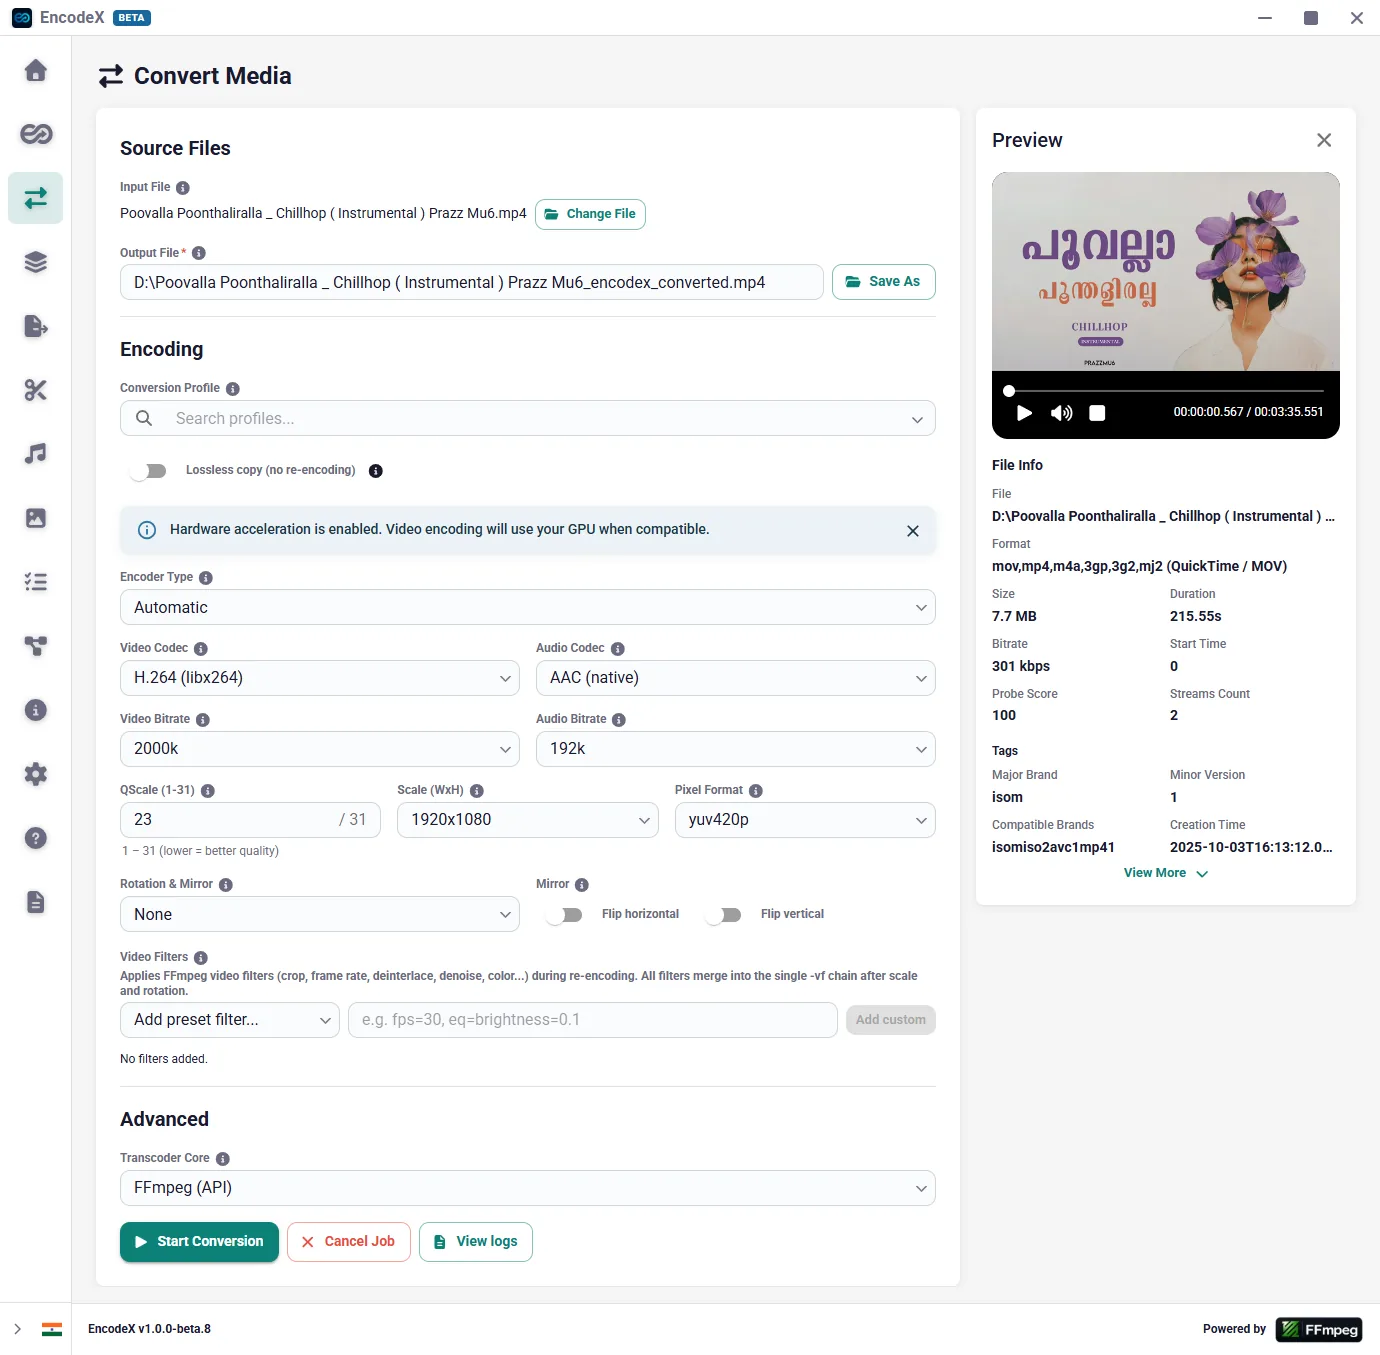 EncodeX BETA
Convert Media
Source Files
Input File
Poovalla Poonthaliralla _ Chillhop ( Instrumental ) Prazz Mu6.mp4
Change File
Output File*
D:\Poovalla Poonthaliralla _ Chillhop ( Instrumental ) Prazz Mu6_encodex_converted.mp4
Save As
Encoding
Conversion Profile
Search profiles...
Lossless copy (no re-encoding)
Hardware acceleration is enabled. Video encoding will use your GPU when compatible.
Encoder Type
Automatic
Video Codec
H.264 (libx264)
Audio Codec
AAC (native)
Video Bitrate
2000k
Audio Bitrate
192k
QScale (1-31)
23 / 31
1 – 31 (lower = better quality)
Scale (WxH)
1920x1080
Pixel Format
yuv420p
Rotation & Mirror
None
Mirror
Flip horizontal
Flip vertical
Video Filters
Applies FFmpeg video filters (crop, frame rate, deinterlace, denoise, color...) during re-encoding. All filters merge into the single -vf chain after scale
and rotation.
Add preset filter...
e.g. fps=30, eq=brightness=0.1
Add custom
No filters added.
Advanced
Transcoder Core
FFmpeg (API)
Start Conversion
Cancel Job
View logs
Preview
പൂവല്ലാ
പൂന്തളിരല്ല
CHILLHOP
INSTRUMENTAL
PRAZZMU6
00:00:00.567 / 00:03:35.551
File Info
File
D:\Poovalla Poonthaliralla _ Chillhop ( Instrumental ) ...
Format
mov,mp4,m4a,3gp,3g2,mj2 (QuickTime / MOV)
Size
7.7 MB
Duration
215.55s
Bitrate
301 kbps
Start Time
0
Probe Score
100
Streams Count
2
Tags
Major Brand
isom
Minor Version
1
Compatible Brands
isomiso2avc1mp41
Creation Time
2025-10-03T16:13:12.0...
View More
EncodeX v1.0.0-beta.8
Powered by
FFmpeg